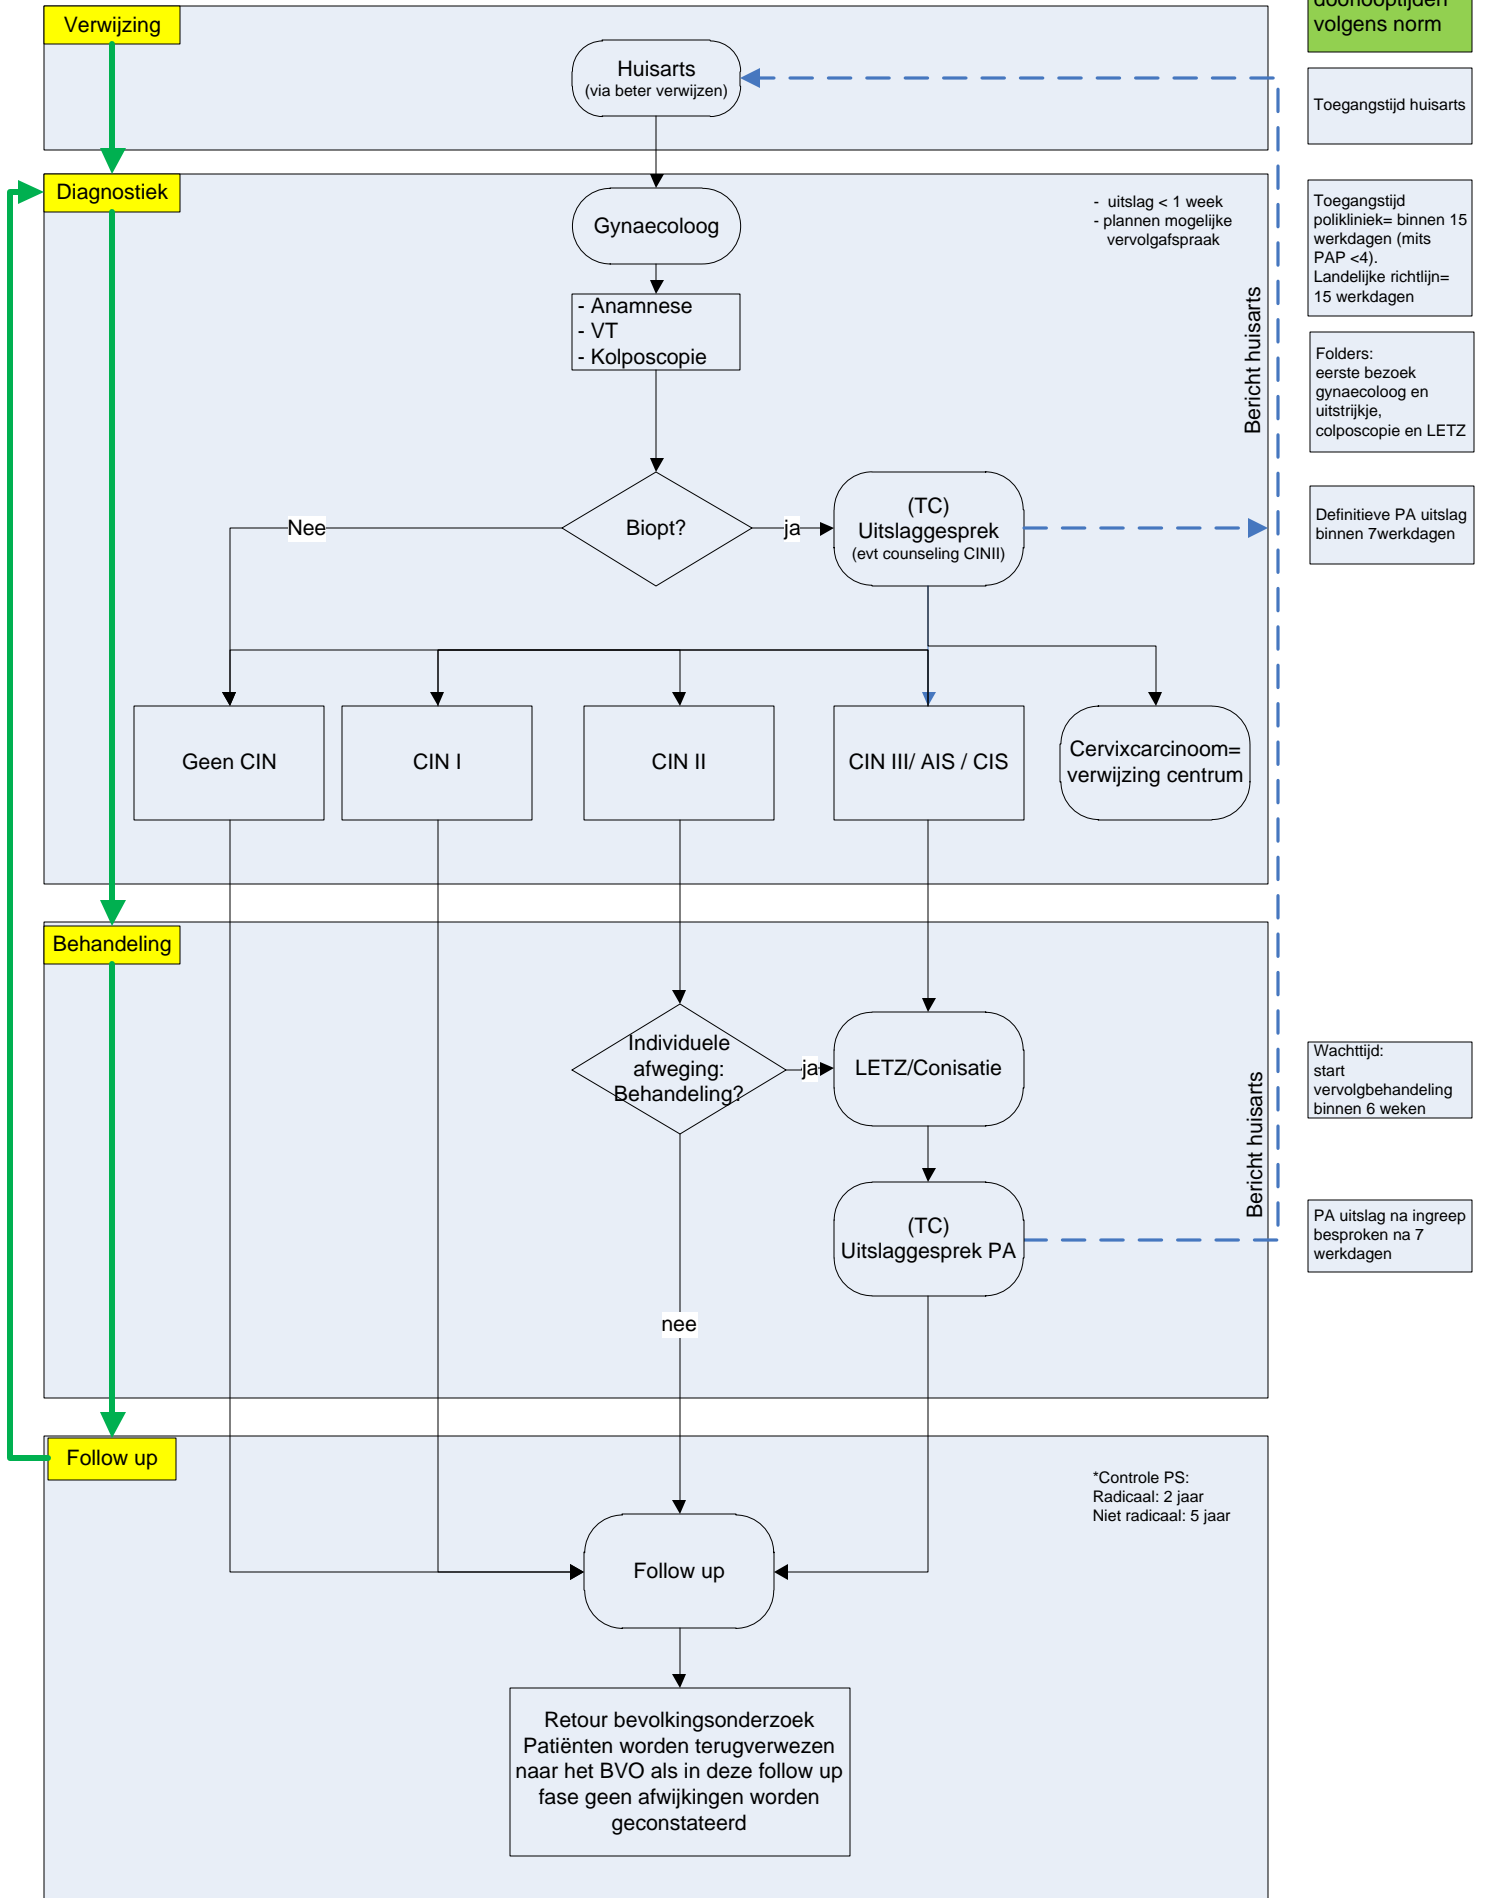 Verwijzing
doorlooptijden
volgens norm
Huisarts
(via beter verwijzen)
Toegangstijd huisarts
Diagnostiek
Gynaecoloog
- uitslag < 1 week
- plannen mogelijke
vervolgafspraak
Toegangstijd
polikliniek= binnen 15
werkdagen (mits
PAP <4).
Landelijke richtlijn=
15 werkdagen
- Anamnese
- VT
- Kolposcopie
Bericht huisarts
Folders:
eerste bezoek
gynaecoloog en
uitstrijkje,
colposcopie en LETZ
Nee
Biopt?
ja
(TC)
Uitslaggesprek
(evt counseling CINII)
Definitieve PA uitslag
binnen 7werkdagen
Geen CIN
CIN I
CIN II
CIN III/ AIS / CIS
Cervixcarcinoom=
verwijzing centrum
Behandeling
Individuele
afweging:
Behandeling?
ja
LETZ/Conisatie
Wachttijd:
start
vervolgbehandeling
binnen 6 weken
Bericht huisarts
(TC)
Uitslaggesprek PA
PA uitslag na ingreep
besproken na 7
werkdagen
nee
Follow up
*Controle PS:
Radicaal: 2 jaar
Niet radicaal: 5 jaar
Follow up
Retour bevolkingsonderzoek
Patiënten worden terugverwezen
naar het BVO als in deze follow up
fase geen afwijkingen worden
geconstateerd